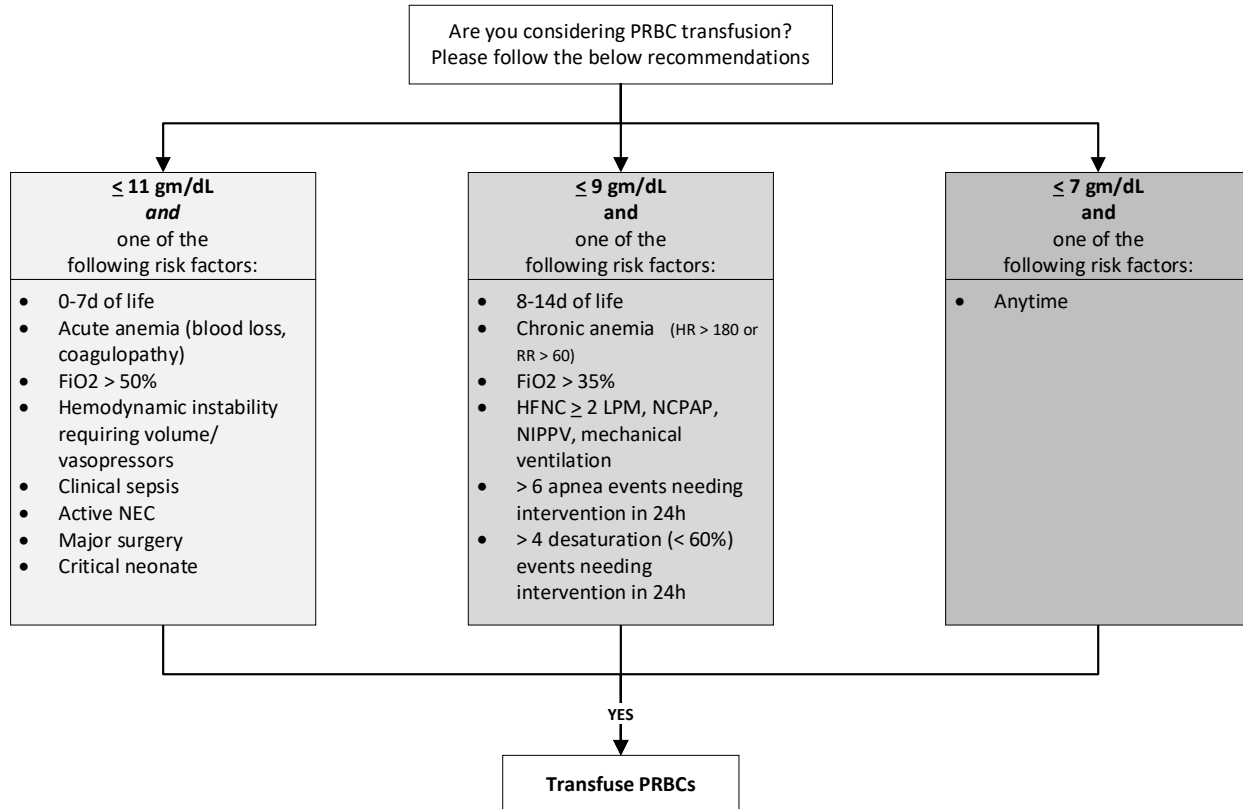 Are you considering PRBC transfusion?
Please follow the below recommendations
≤ 11 gm/dL
and
one of the
following risk factors:
• 0-7d of life
• Acute anemia (blood loss,
coagulopathy)
• FiO2 > 50%
• Hemodynamic instability
requiring volume/
vasopressors
• Clinical sepsis
• Active NEC
• Major surgery
• Critical neonate
≤ 9 gm/dL
and
one of the
following risk factors:
• 8-14d of life
• Chronic anemia (HR > 180 or
RR > 60)
• FiO2 > 35%
• HFNC ≥ 2 LPM, NCPAP,
NIPPV, mechanical
ventilation
• > 6 apnea events needing
intervention in 24h
• > 4 desaturation (< 60%)
events needing
intervention in 24h
≤ 7 gm/dL
and
one of the
following risk factors:
• Anytime
YES
Transfuse PRBCs